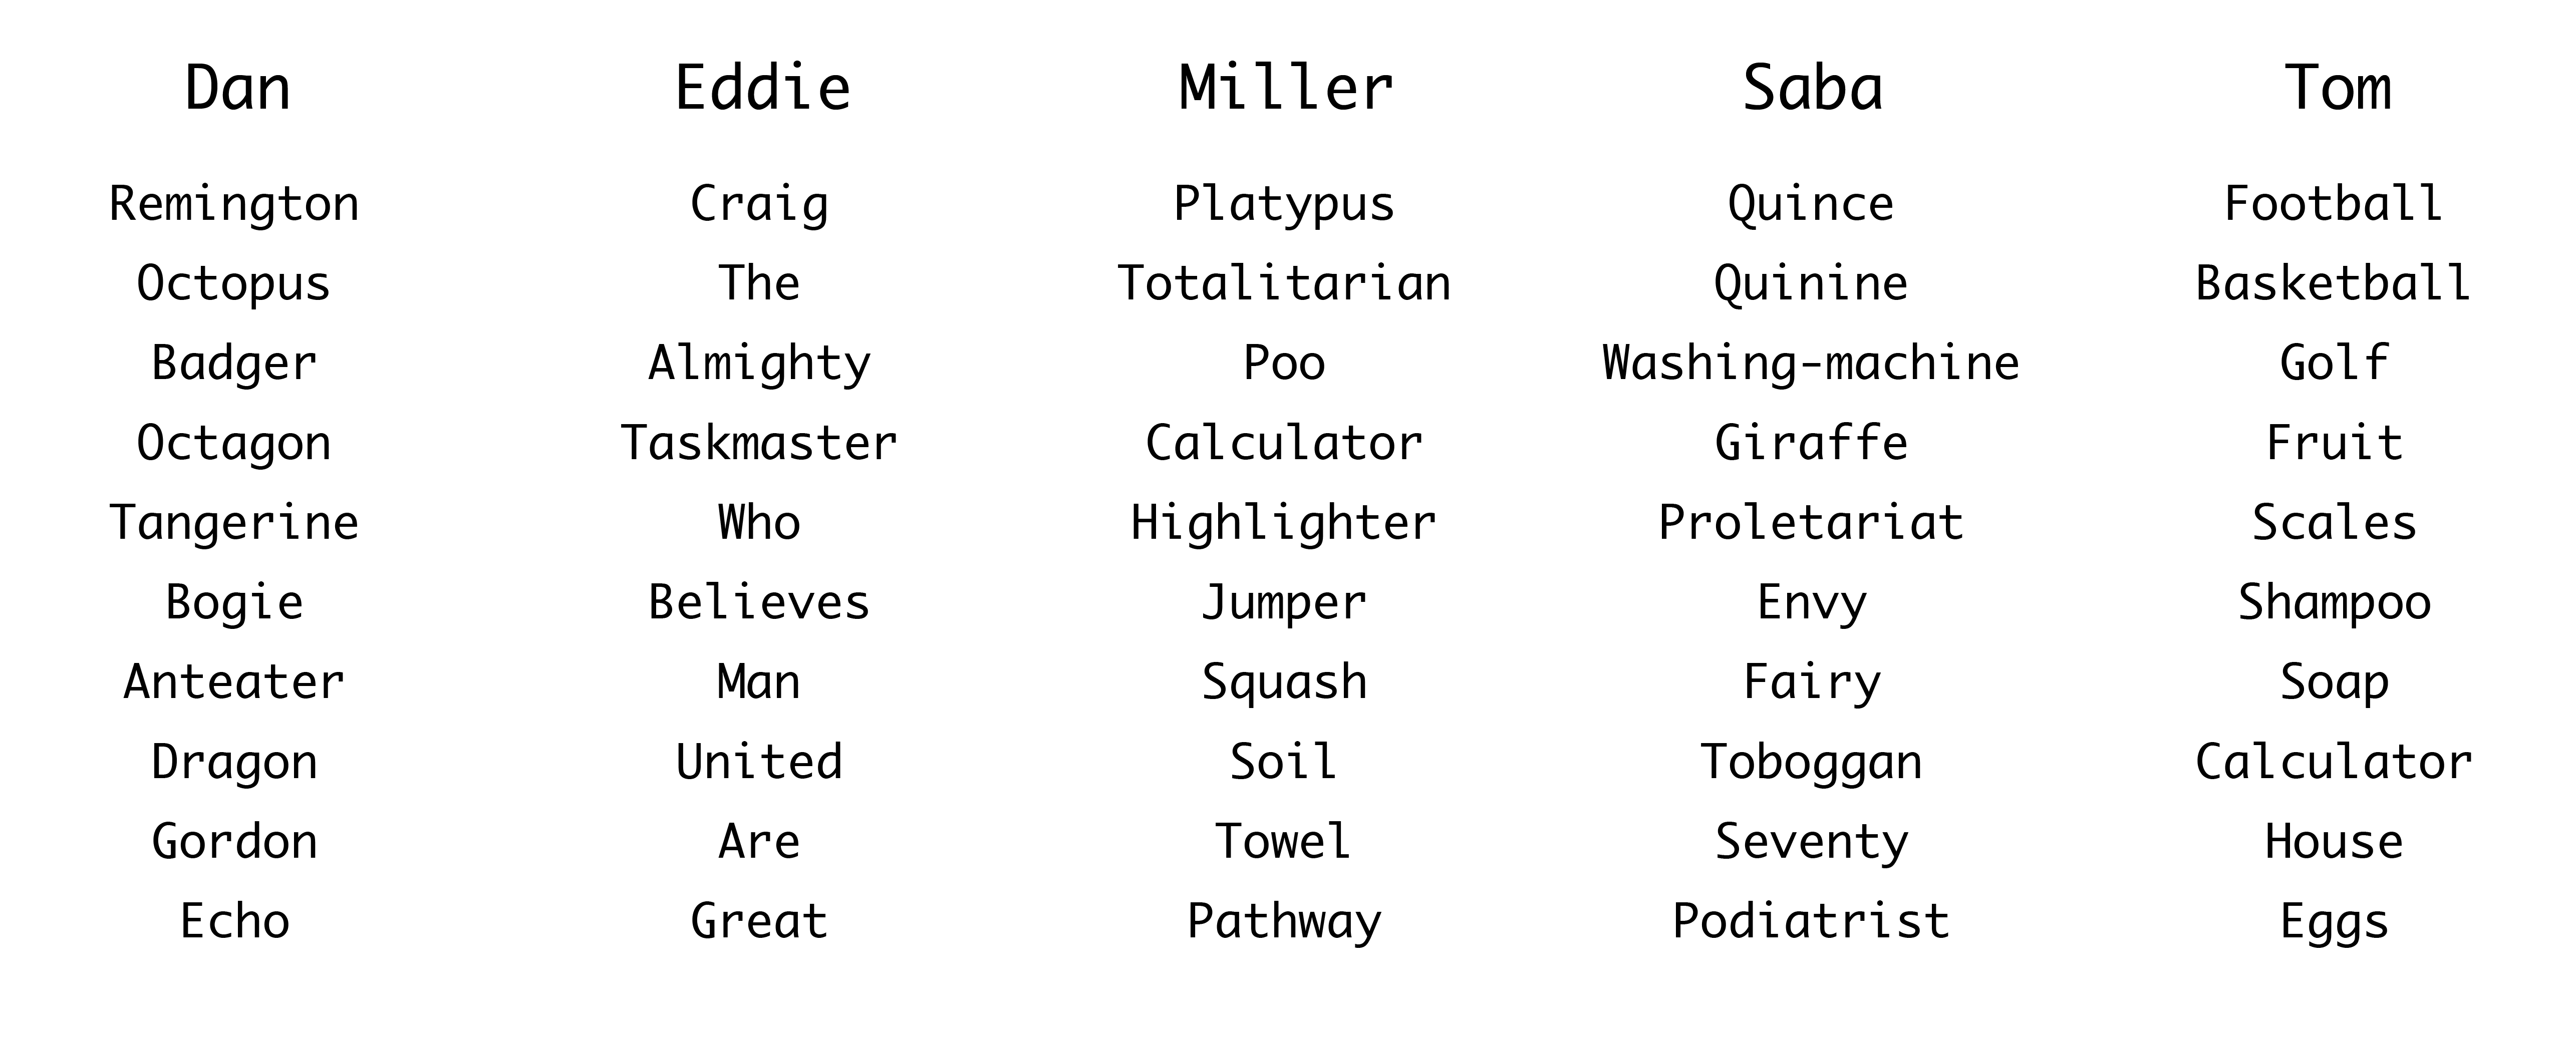 Dan Eddie Miller Saba Tom
Remington Craig Platypus Quince Football
Octopus The Totalitarian Quinine Basketball
Badger Almighty Poo Washing-machine Golf
Octagon Taskmaster Calculator Giraffe Fruit
Tangerine Who Highlighter Proletariat Scales
Bogie Believes Jumper Envy Shampoo
Anteater Man Squash Fairy Soap
Dragon United Soil Toboggan Calculator
Gordon Are Towel Seventy House
Echo Great Pathway Podiatrist Eggs